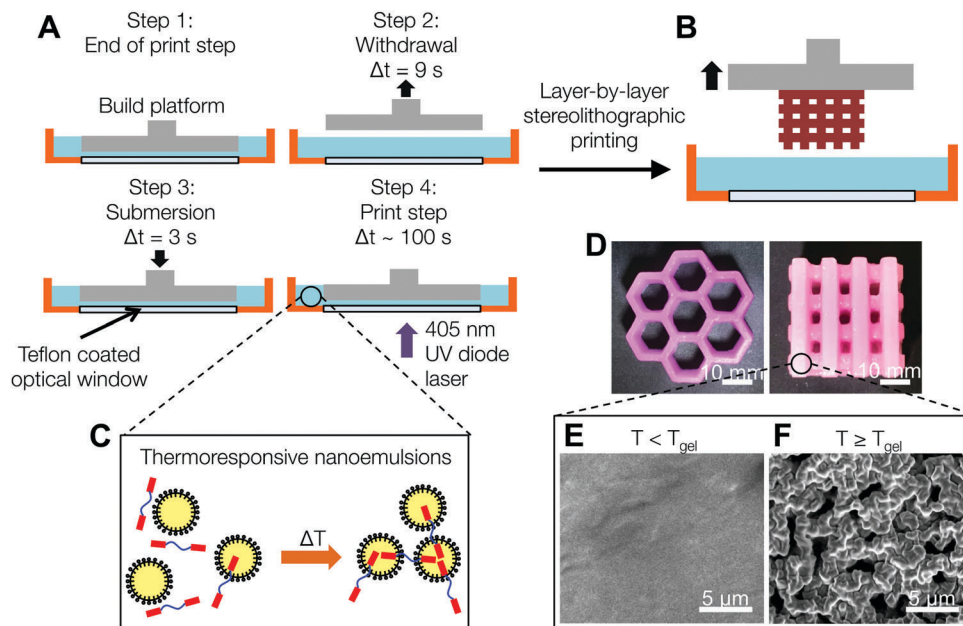 A
Step 1:
End of print step
Build platform
Step 2:
Withdrawal
Δt = 9 s
Step 3:
Submersion
Δt = 3 s
Step 4:
Print step
Δt ~ 100 s
Teflon coated
optical window
405 nm
UV diode
laser
Layer-by-layer
stereolithographic
printing
B
C
Thermoresponsive nanoemulsions
ΔT
D
10 mm
10 mm
E
T < Tgel
5 µm
F
T ≥ Tgel
5 µm